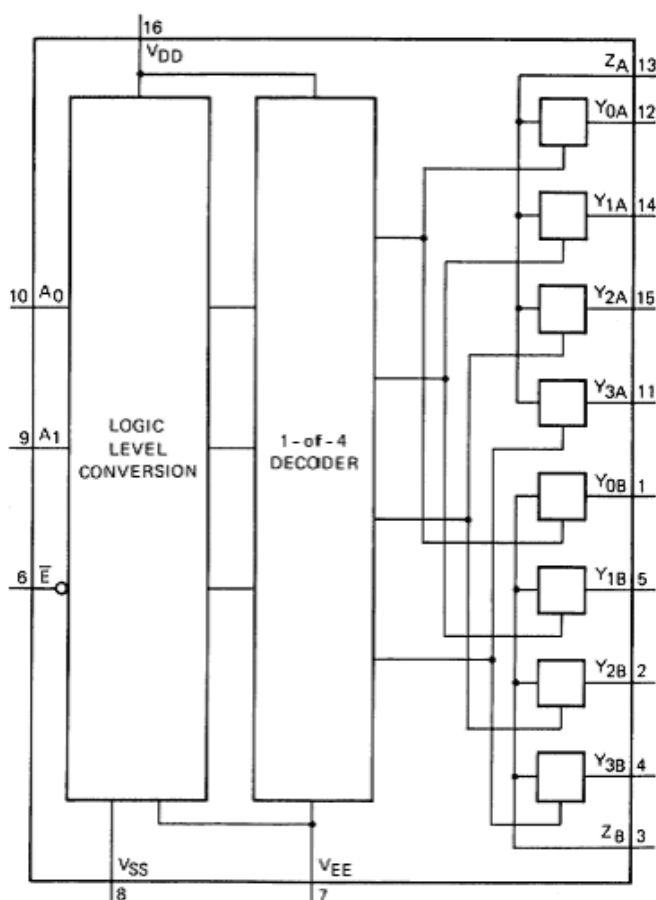 16
VDD
ZA 13
Y0A 12
Y1A 14
10 A0
Y2A 15
Y3A 11
9 A1
LOGIC
LEVEL
CONVERSION
1-of-4
DECODER
Y0B 1
6 E̅
Y1B 5
Y2B 2
Y3B 4
ZB 3
VSS
VEE
8
7